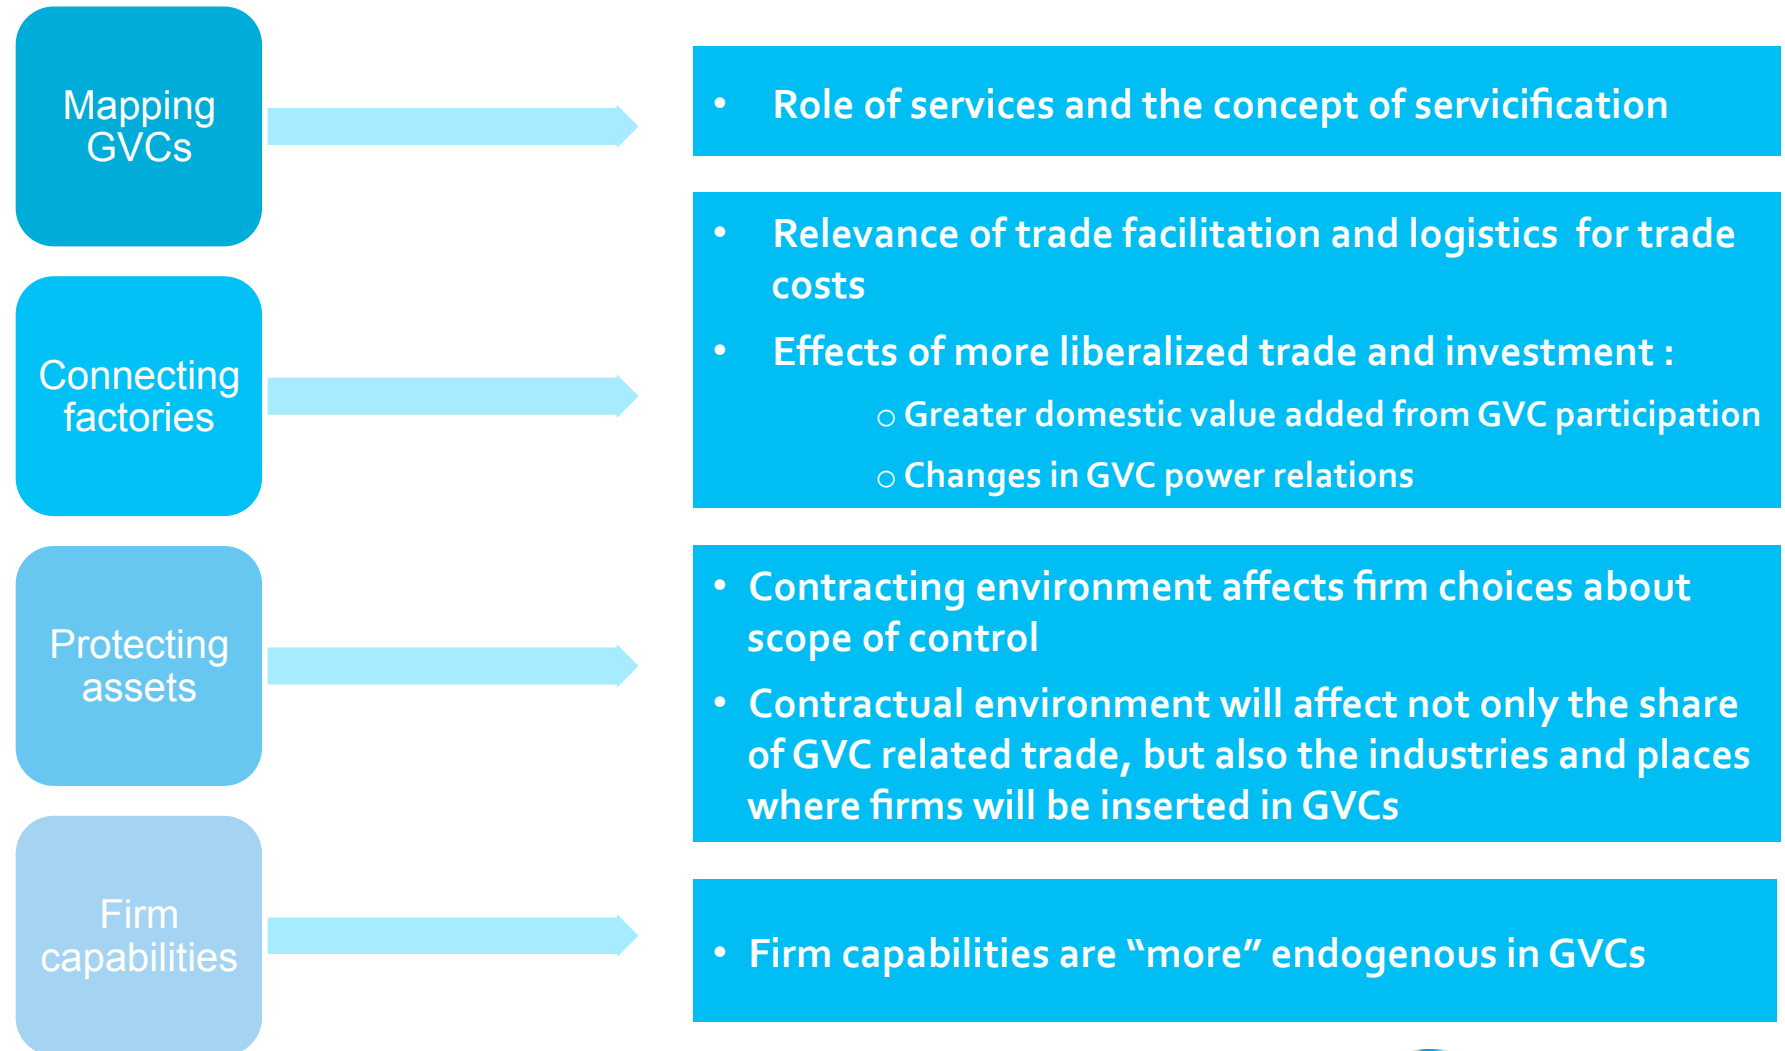 Mapping
GVCs
• Role of services and the concept of servicification
Connecting
factories
• Relevance of trade facilitation and logistics for trade
costs
• Effects of more liberalized trade and investment :
o Greater domestic value added from GVC participation
o Changes in GVC power relations
Protecting
assets
• Contracting environment affects firm choices about
scope of control
• Contractual environment will affect not only the share
of GVC related trade, but also the industries and places
where firms will be inserted in GVCs
Firm
capabilities
• Firm capabilities are “more” endogenous in GVCs